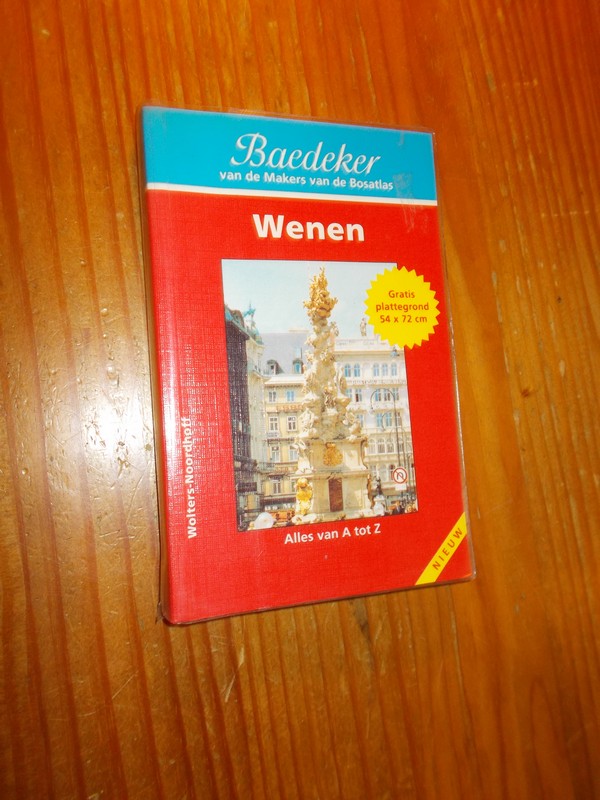 Baedeker
van de Makers van de Bosatlas
Wenen
Gratis
plattegrond
54 x 72 cm
Wolters-Noordhoff
Alles van A tot Z
NIEUW